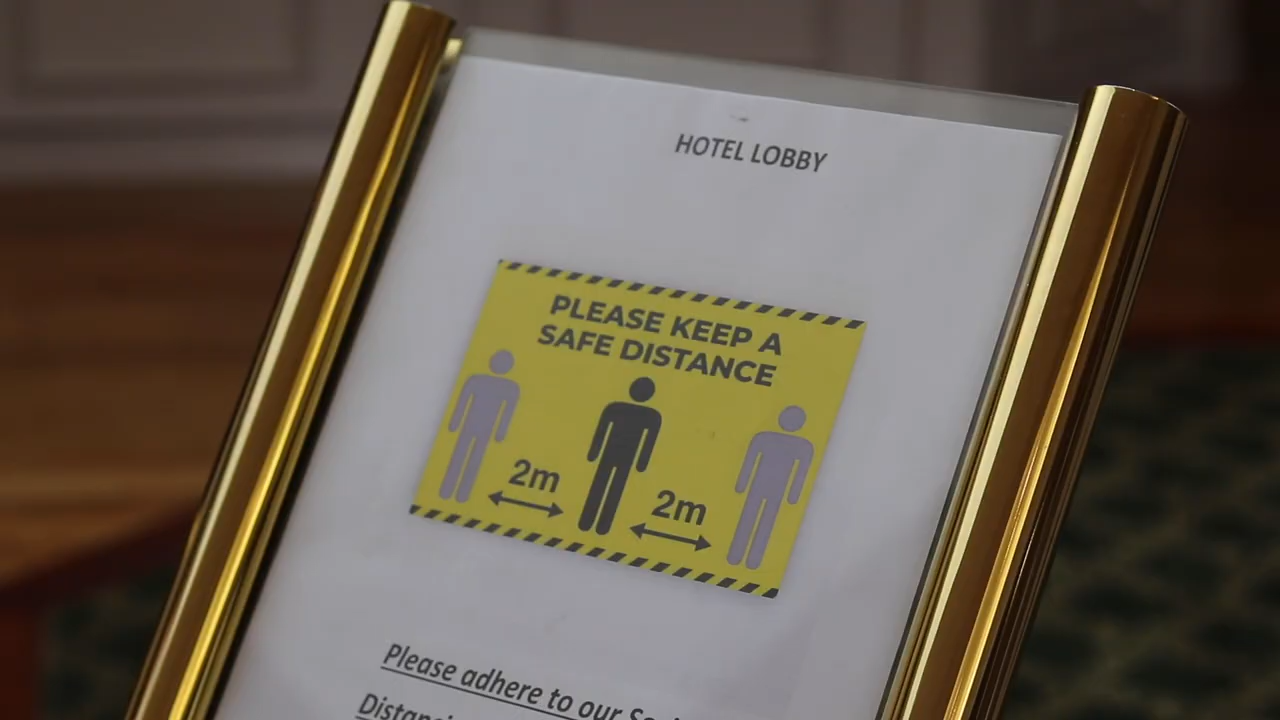 HOTEL LOBBY
PLEASE KEEP A
SAFE DISTANCE
2m
2m
Please adhere to our